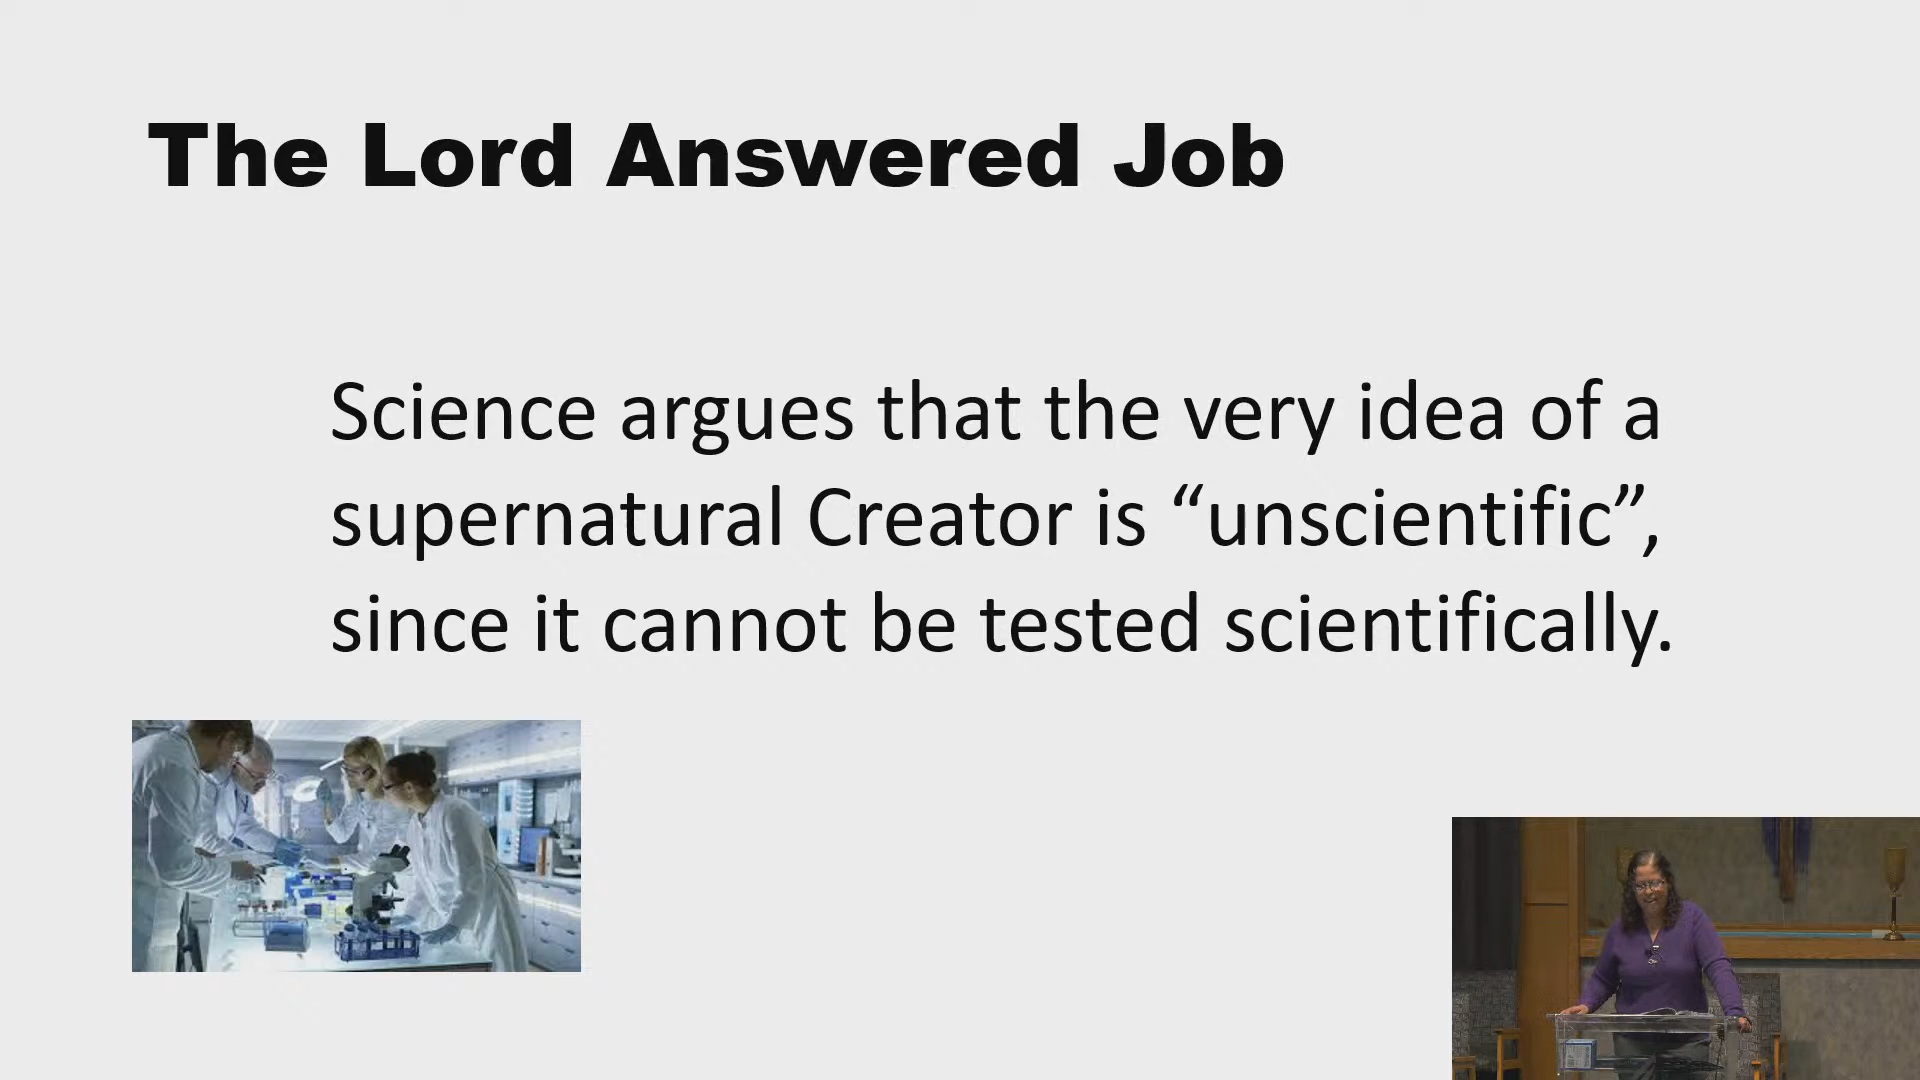 The Lord Answered Job
Science argues that the very idea of a
supernatural Creator is “unscientific”,
since it cannot be tested scientifically.